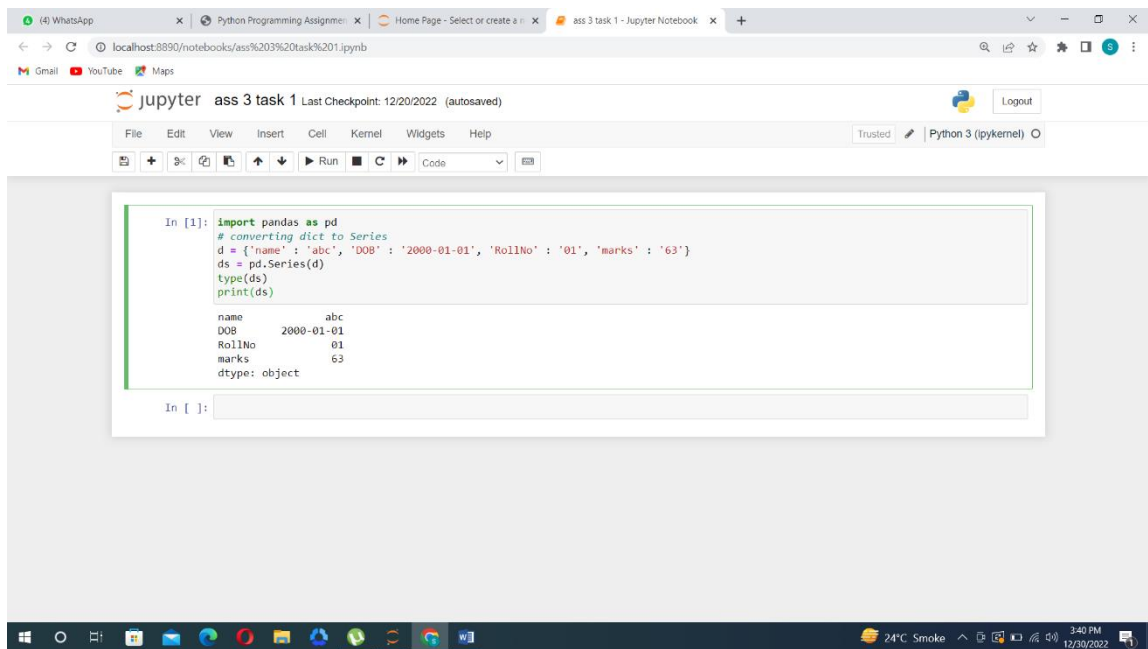 (4) WhatsApp
Python Programming Assignmen
Home Page - Select or create a n
ass 3 task 1 - Jupyter Notebook
localhost:8890/notebooks/ass%203%20task%201.ipynb
S
Gmail YouTube Maps
jupyter ass 3 task 1 Last Checkpoint: 12/20/2022 (autosaved)
Logout
File Edit View Insert Cell Kernel Widgets Help
Trusted Python 3 (ipykernel)
Run Code
In [1]: import pandas as pd
# converting dict to Series
d = {'name' : 'abc', 'DOB' : '2000-01-01', 'RollNo' : '01', 'marks' : '63'}
ds = pd.Series(d)
type(ds)
print(ds)
name abc
DOB 2000-01-01
RollNo 01
marks 63
dtype: object
In [ ]:
24°C Smoke
3:40 PM
12/30/2022